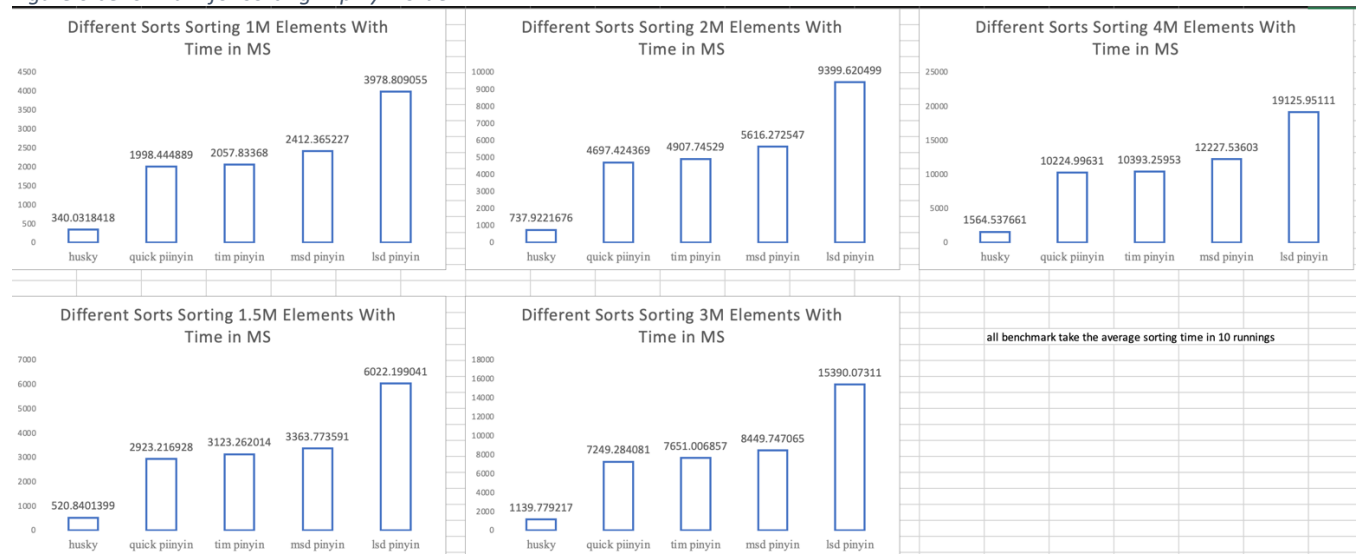 Different Sorts Sorting 1M Elements With
Time in MS
4500
4000
3500
3000
2500
2000
1500
1000
500
0
340.0318418
1998.444889
2057.83368
2412.365227
3978.809055
husky
quick piinyin
tim pinyin
msd pinyin
lsd pinyin
Different Sorts Sorting 2M Elements With
Time in MS
10000
9000
8000
7000
6000
5000
4000
3000
2000
1000
0
737.9221676
4697.424369
4907.74529
5616.272547
9399.620499
husky
quick piinyin
tim pinyin
msd pinyin
lsd pinyin
Different Sorts Sorting 4M Elements With
Time in MS
25000
20000
15000
10000
5000
0
1564.537661
10224.99631
10393.25953
12227.53603
19125.95111
husky
quick piinyin
tim pinyin
msd pinyin
lsd pinyin
Different Sorts Sorting 1.5M Elements With
Time in MS
7000
6000
5000
4000
3000
2000
1000
0
520.8401399
2923.216928
3123.262014
3363.773591
6022.199041
husky
quick piinyin
tim pinyin
msd pinyin
lsd pinyin
Different Sorts Sorting 3M Elements With
Time in MS
18000
16000
14000
12000
10000
8000
6000
4000
2000
0
1139.779217
7249.284081
7651.006857
8449.747065
15390.07311
husky
quick piinyin
tim pinyin
msd pinyin
lsd pinyin
all benchmark take the average sorting time in 10 runnings